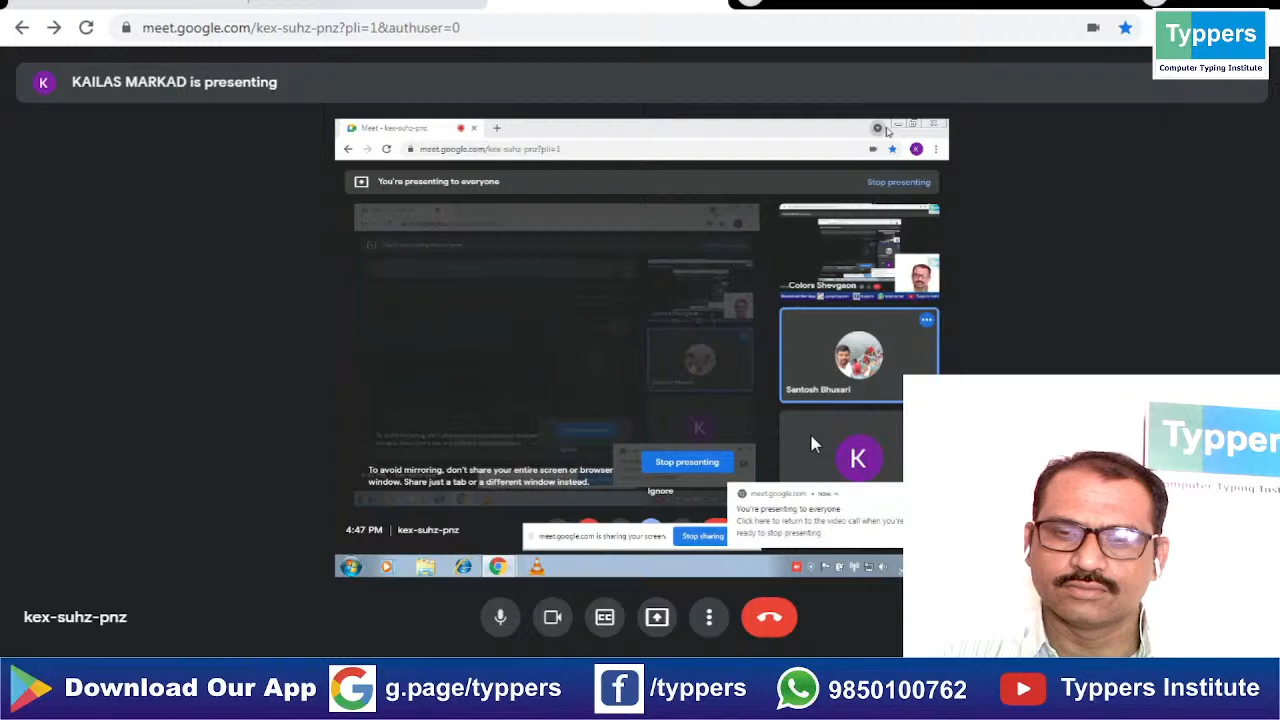 meet.google.com/kex-suhz-pnz?pli=1&authuser=0
Typpers
Computer Typing Institute
K
KAILAS MARKAD is presenting
Meet - kex-suhz-pnz
meet.google.com/kex-suhz-pnz?pli=1
K
You're presenting to everyone
Stop presenting
Colors Shevgaon
Santosh Bhusari
K
K
To avoid mirroring, don't share your entire screen or browser
window. Share just a tab or a different window instead.
Stop presenting
Ignore
meet.google.com • now
You're presenting to everyone
Click here to return to the video call when you're
ready to stop presenting
4:47 PM | kex-suhz-pnz
meet.google.com is sharing your screen.
Stop sharing
Typper
Computer Typing Inst
kex-suhz-pnz
CC
Download Our App
g.page/typpers
/typpers
9850100762
Typpers Institute